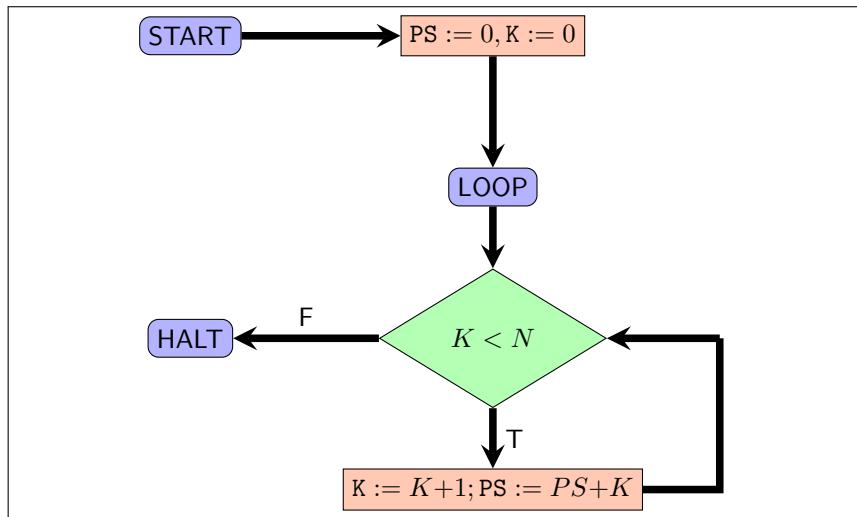 START
PS := 0, K := 0
LOOP
K < N
F
HALT
T
K := K+1; PS := PS+K